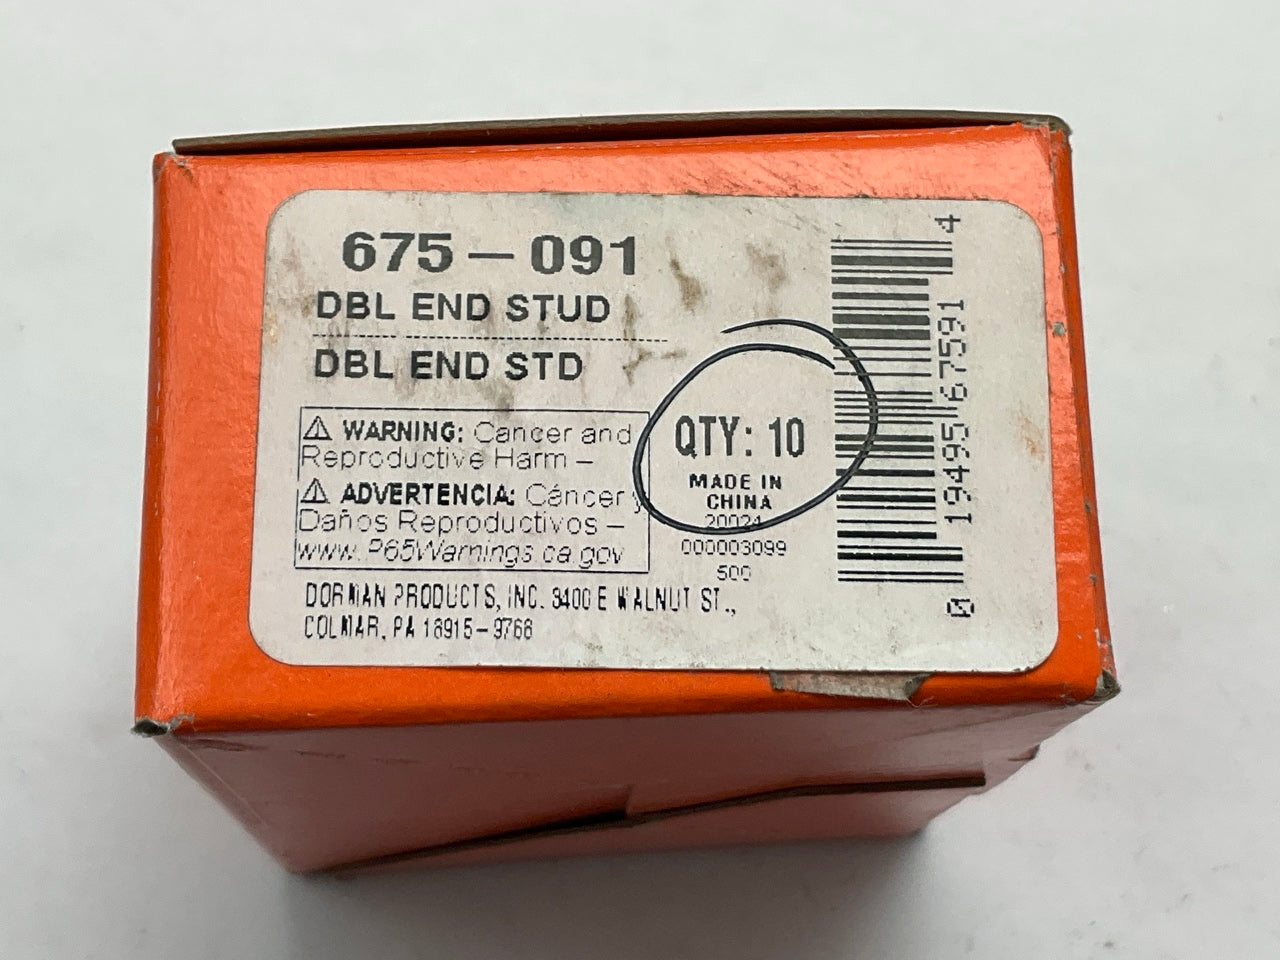 675-091
DBL END STUD
DBL END STD
⚠ WARNING: Cancer and
Reproductive Harm –
⚠ ADVERTENCIA: Cáncer y
Daños Reproductivos –
www.P65Warnings.ca.gov
QTY: 10
MADE IN
CHINA
20024
000003099
500
DORMAN PRODUCTS, INC. 3400 E WALNUT ST.,
COLMAR, PA 18915-9768
0 19495 67591 4